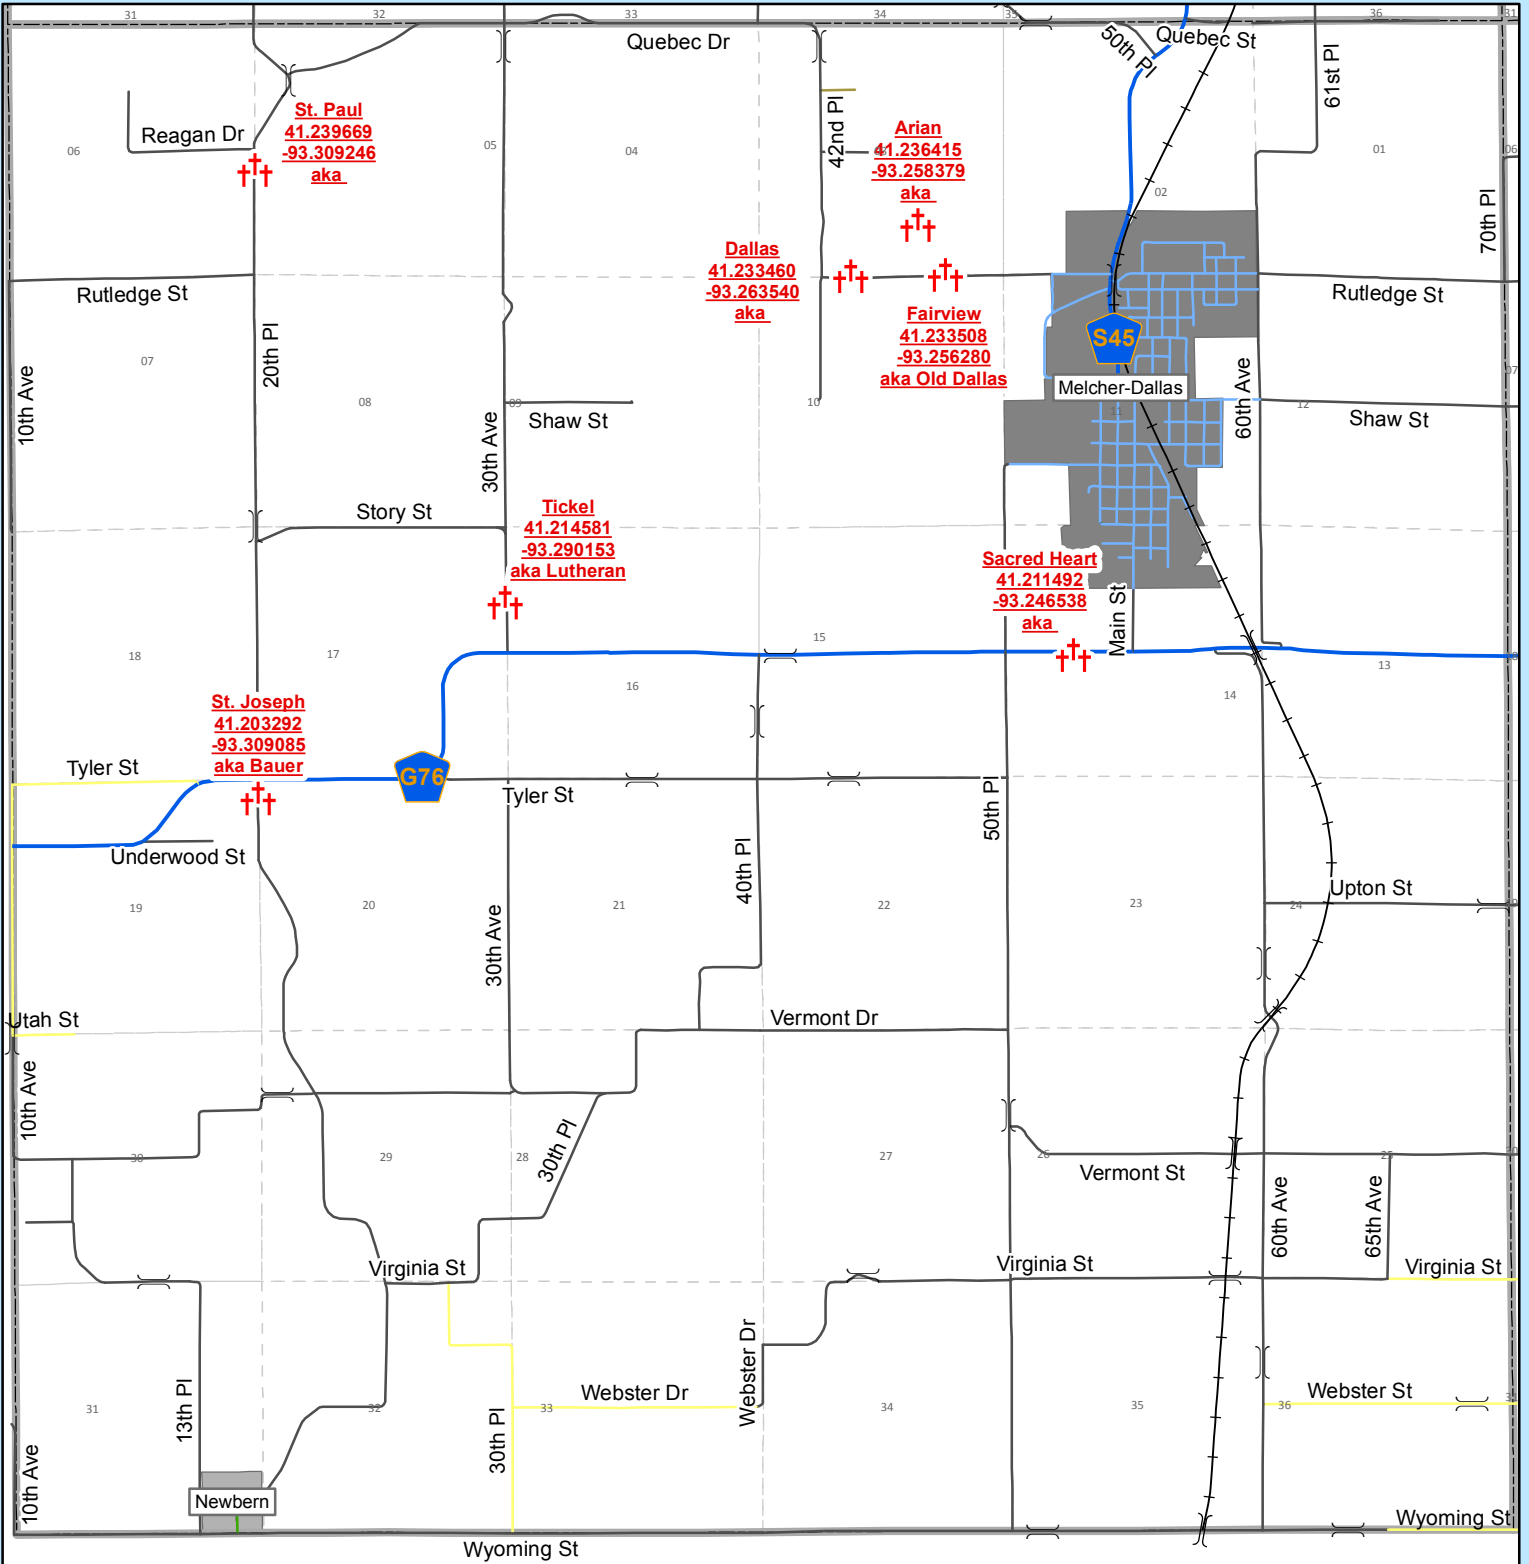 31
32
33
34
35
36
31
Quebec Dr
50th Pl
Quebec St
61st Pl
St. Paul
41.239669
-93.309246
aka
Reagan Dr
42nd Pl
Arian
41.236415
-93.258379
aka
06
05
04
01
06
02
70th Pl
Dallas
41.233460
-93.263540
aka
Rutledge St
Fairview
41.233508
-93.256280
aka Old Dallas
Rutledge St
S45
20th Pl
07
07
10th Ave
Melcher-Dallas
60th Ave
08
09
10
11
12
Shaw St
Shaw St
30th Ave
Story St
Tickel
41.214581
-93.290153
aka Lutheran
Sacred Heart
41.211492
-93.246538
aka
Main St
15
18
17
16
13
14
St. Joseph
41.203292
-93.309085
aka Bauer
Tyler St
G76
Tyler St
50th Pl
Underwood St
40th Pl
Upton St
19
20
21
22
23
24
30th Ave
Utah St
Vermont Dr
10th Ave
30
29
28
30th Pl
27
26
25
Vermont St
60th Ave
65th Ave
Virginia St
Virginia St
Virginia St
Webster Dr
Webster Dr
Webster St
31
32
33
34
35
36
13th Pl
30th Pl
10th Ave
Newbern
Wyoming St
Wyoming St